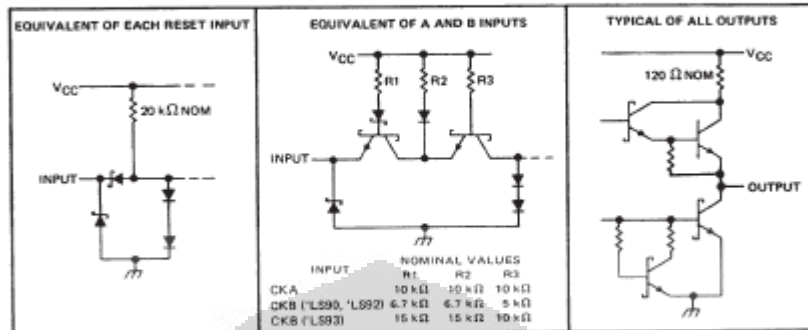 EQUIVALENT OF EACH RESET INPUT
VCC
20 kΩ NOM
INPUT
EQUIVALENT OF A AND B INPUTS
VCC
R1
R2
R3
INPUT
NOMINAL VALUES
INPUT R1 R2 R3
CKA 10 kΩ 10 kΩ 10 kΩ
CKB ('LS90, 'LS92) 6.7 kΩ 6.7 kΩ 5 kΩ
CKB ('LS93) 15 kΩ 15 kΩ 10 kΩ
TYPICAL OF ALL OUTPUTS
VCC
120 Ω NOM
OUTPUT